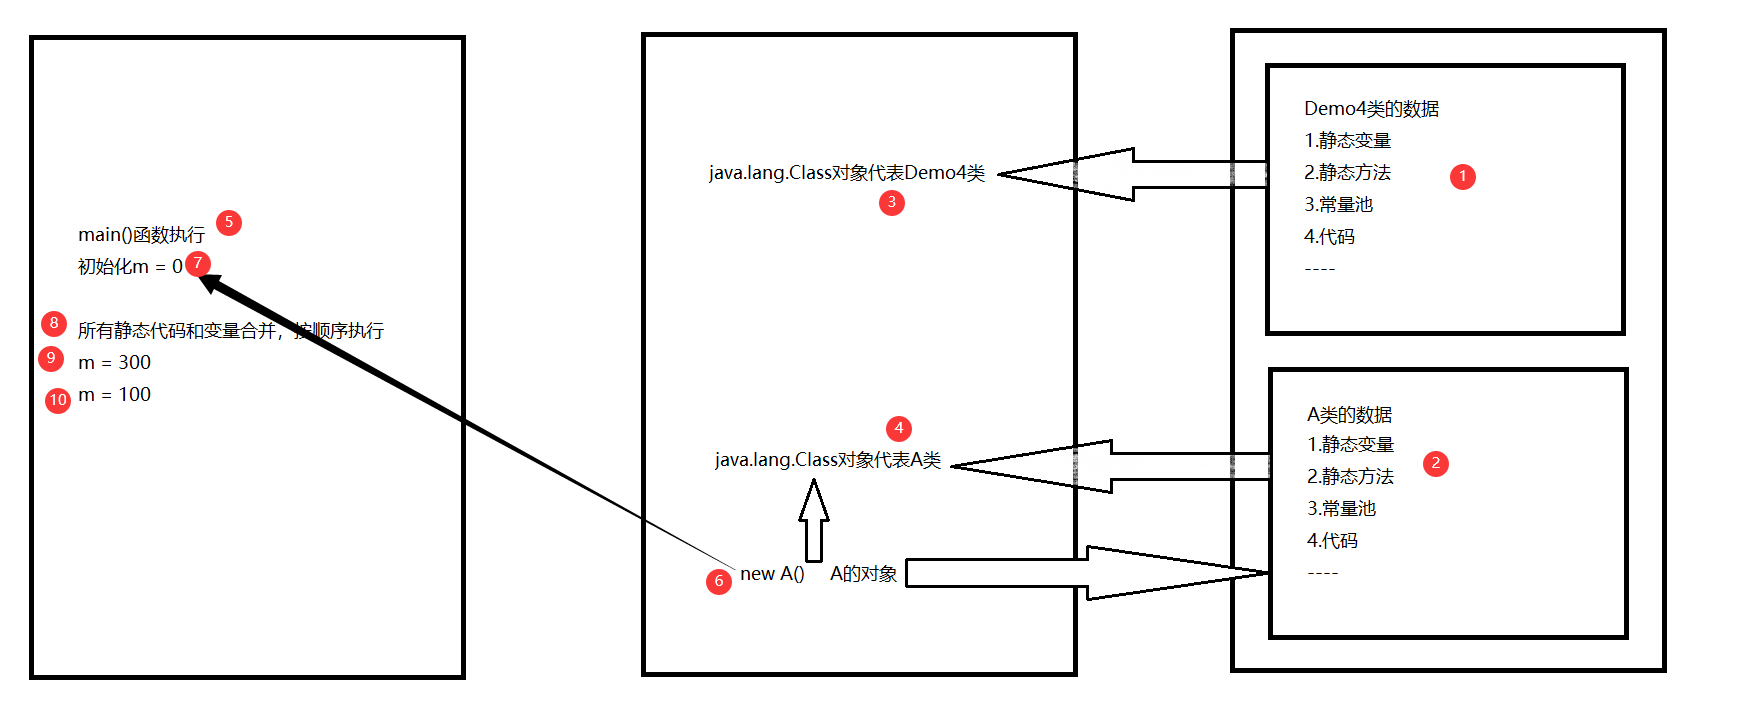 main()函数执行
5
初始化m = 0
7
8
所有静态代码和变量合并，按顺序执行
9
m = 300
10
m = 100
java.lang.Class对象代表Demo4类
3
4
java.lang.Class对象代表A类
6
new A()
A的对象
Demo4类的数据
1.静态变量
2.静态方法
1
3.常量池
4.代码
----
A类的数据
1.静态变量
2
2.静态方法
3.常量池
4.代码
----